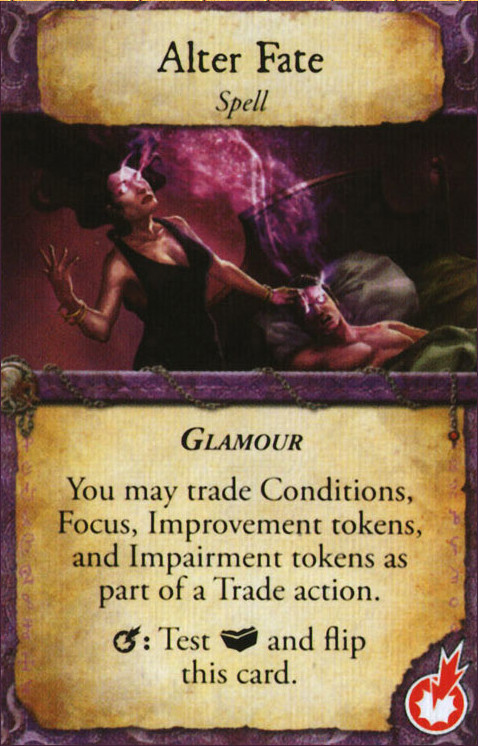 Alter Fate
Spell
GLAMOUR
You may trade Conditions,
Focus, Improvement tokens,
and Impairment tokens as
part of a Trade action.
: Test and flip
this card.